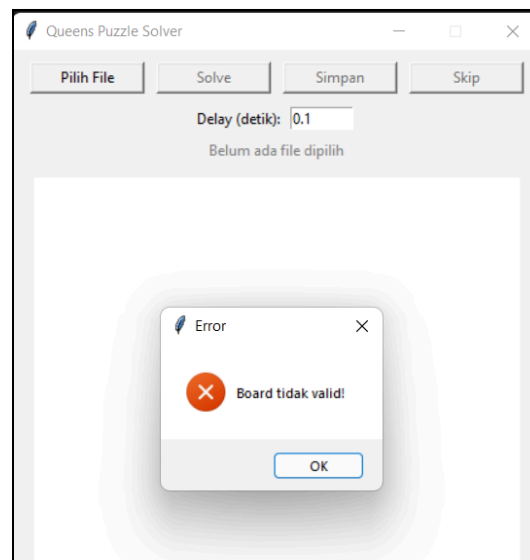 Queens Puzzle Solver
Pilih File Solve Simpan Skip
Delay (detik): 0.1
Belum ada file dipilih
Error
Board tidak valid!
OK